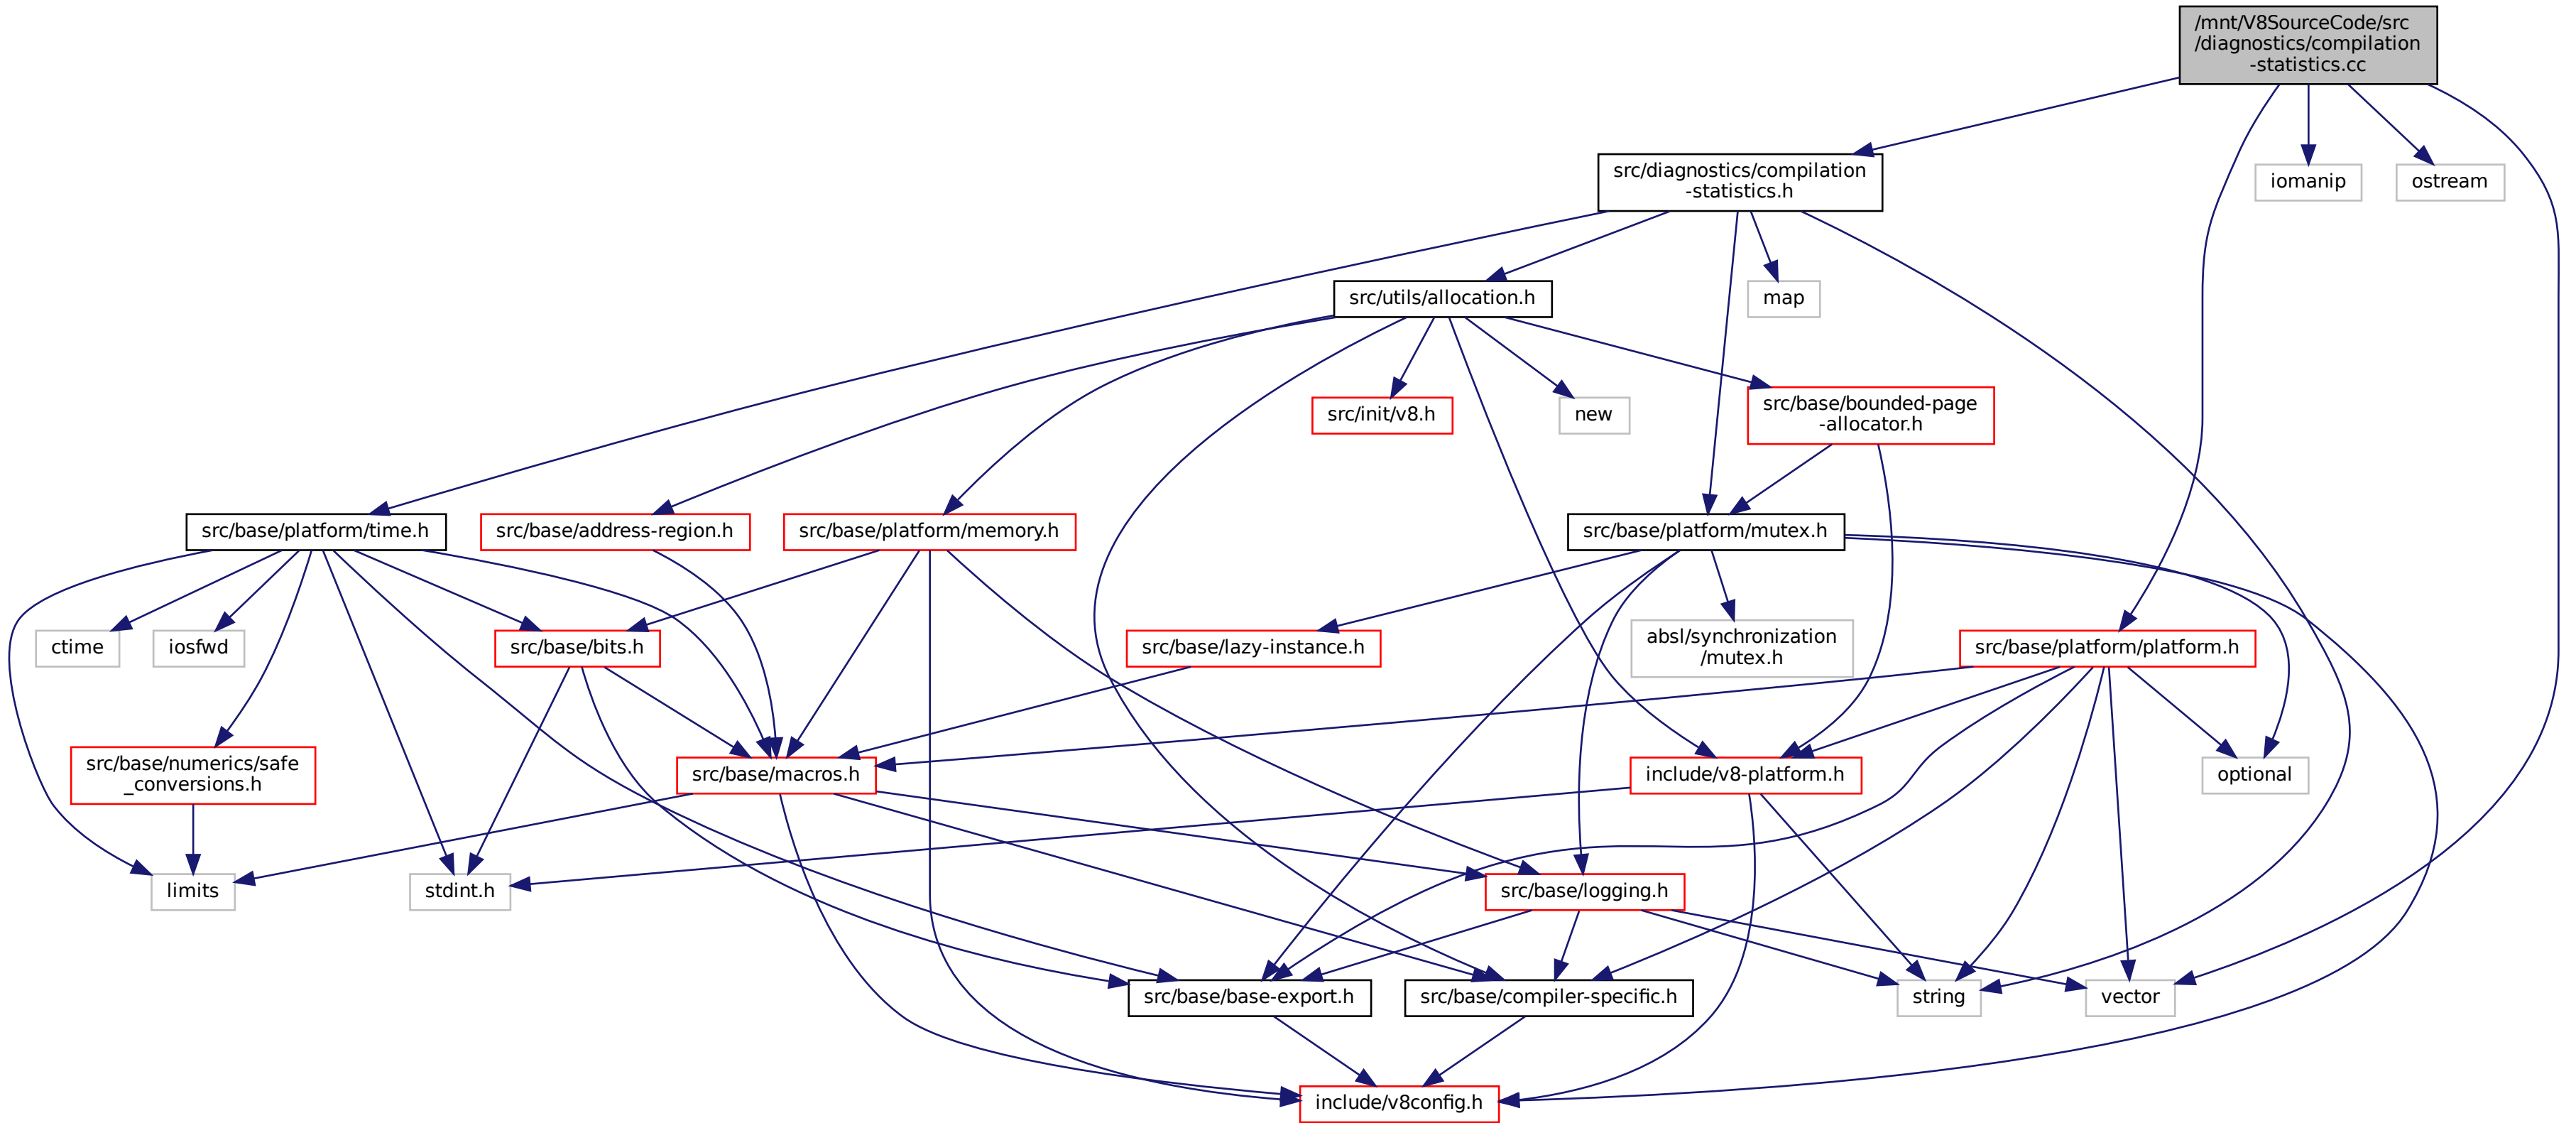 /mnt/V8SourceCode/src
/diagnostics/compilation
-statistics.cc
src/diagnostics/compilation
-statistics.h
iomanip
ostream
src/utils/allocation.h
map
src/init/v8.h
new
src/base/bounded-page
-allocator.h
src/base/platform/time.h
src/base/address-region.h
src/base/platform/memory.h
src/base/platform/mutex.h
ctime
iosfwd
src/base/bits.h
src/base/lazy-instance.h
absl/synchronization
/mutex.h
src/base/platform/platform.h
src/base/numerics/safe
_conversions.h
src/base/macros.h
include/v8-platform.h
optional
limits
stdint.h
src/base/logging.h
src/base/base-export.h
src/base/compiler-specific.h
string
vector
include/v8config.h